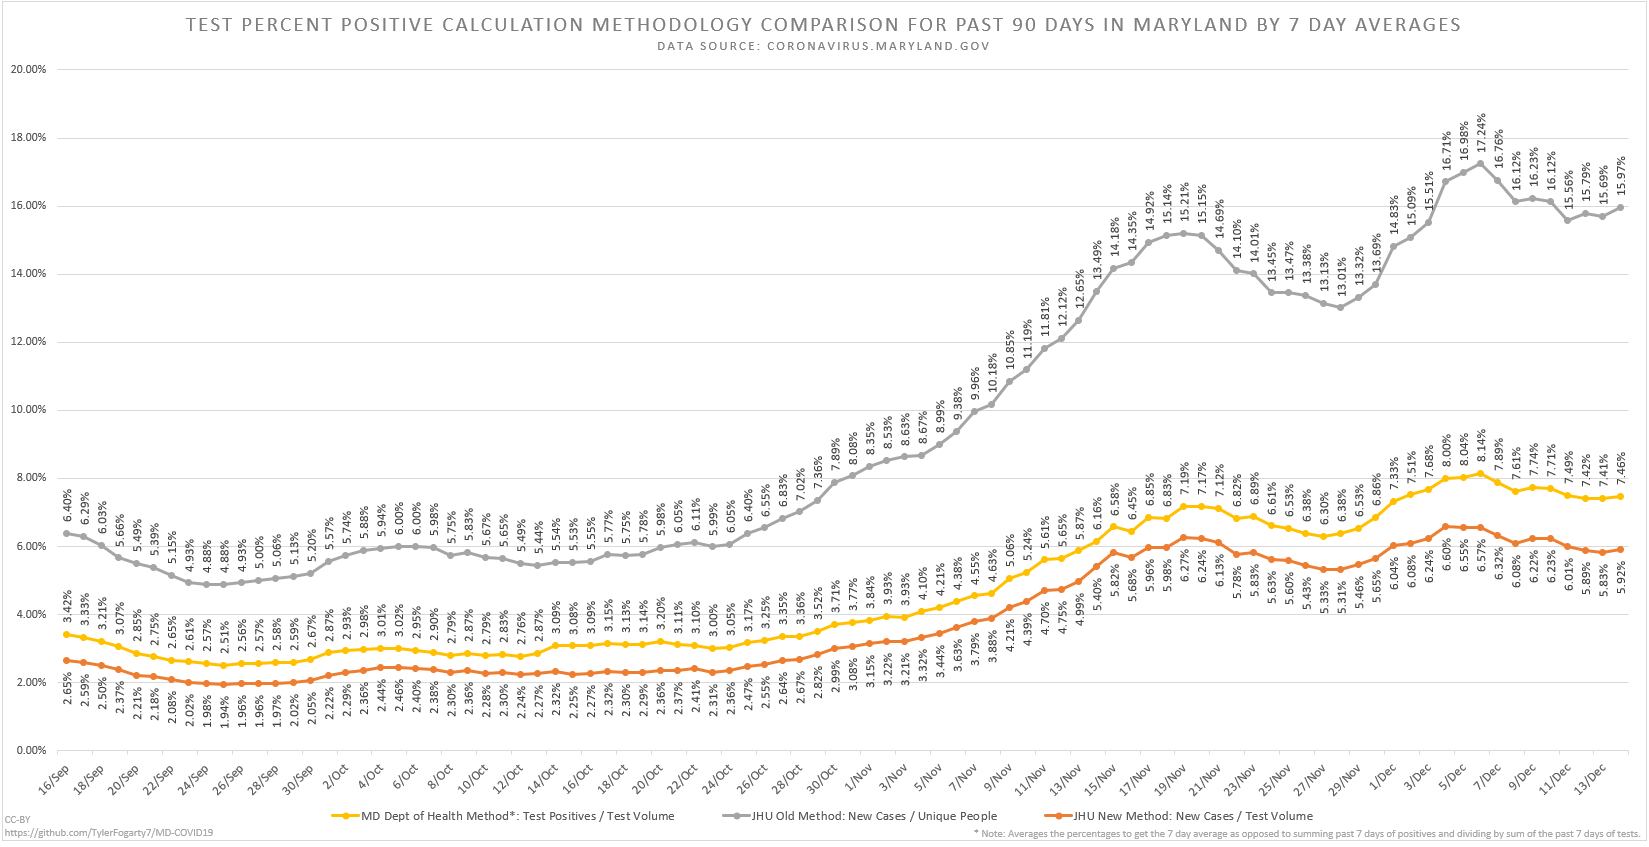 TEST PERCENT POSITIVE CALCULATION METHODOLOGY COMPARISON FOR PAST 90 DAYS IN MARYLAND BY 7 DAY AVERAGES
DATA SOURCE: CORONAVIRUS.MARYLAND.GOV
20.00%
18.00%
16.00%
14.00%
12.00%
10.00%
8.00%
6.00%
4.00%
2.00%
0.00%
6.40% 6.29% 6.03% 5.66% 5.49% 5.39% 5.15% 4.93% 4.88% 4.88% 4.93% 5.00% 5.06% 5.13% 5.20% 5.57% 5.74% 5.88% 5.94% 6.00% 6.00% 5.98% 5.75% 5.83% 5.67% 5.65% 5.49% 5.44% 5.54% 5.53% 5.55% 5.77% 5.75% 5.78% 5.98% 6.05% 6.11% 5.99% 6.05% 6.40% 6.55% 6.83% 7.02% 7.36% 7.89% 8.08% 8.35% 8.53% 8.63% 8.67% 8.99% 9.38% 9.96% 10.18% 10.85% 11.19% 11.81% 12.12% 12.65% 13.49% 14.18% 14.35% 14.92% 15.14% 15.21% 15.15% 14.69% 14.10% 14.01% 13.45% 13.47% 13.38% 13.13% 13.01% 13.32% 13.69% 14.83% 15.09% 15.51% 16.71% 16.98% 17.24% 16.76% 16.12% 16.23% 16.12% 15.56% 15.79% 15.69% 15.97%
3.42% 3.33% 3.21% 3.07% 2.85% 2.75% 2.65% 2.61% 2.57% 2.51% 2.56% 2.57% 2.58% 2.59% 2.67% 2.87% 2.93% 2.98% 3.01% 3.02% 2.95% 2.90% 2.79% 2.87% 2.79% 2.83% 2.76% 2.87% 3.09% 3.08% 3.09% 3.15% 3.13% 3.14% 3.20% 3.11% 3.10% 3.00% 3.05% 3.17% 3.25% 3.35% 3.36% 3.52% 3.71% 3.77% 3.84% 3.93% 3.93% 4.10% 4.21% 4.38% 4.55% 4.63% 5.06% 5.24% 5.61% 5.65% 5.87% 6.16% 6.58% 6.45% 6.85% 6.83% 7.19% 7.17% 7.12% 6.82% 6.89% 6.61% 6.53% 6.38% 6.30% 6.38% 6.53% 6.86% 7.33% 7.51% 7.68% 8.00% 8.04% 8.14% 7.89% 7.61% 7.74% 7.71% 7.49% 7.42% 7.41% 7.46%
2.65% 2.59% 2.50% 2.37% 2.21% 2.18% 2.08% 2.02% 1.98% 1.94% 1.96% 1.96% 1.97% 2.02% 2.05% 2.22% 2.29% 2.36% 2.44% 2.46% 2.40% 2.38% 2.30% 2.36% 2.28% 2.30% 2.24% 2.27% 2.32% 2.25% 2.27% 2.32% 2.30% 2.29% 2.36% 2.37% 2.41% 2.31% 2.36% 2.47% 2.55% 2.64% 2.67% 2.82% 2.99% 3.08% 3.15% 3.22% 3.21% 3.32% 3.44% 3.63% 3.79% 3.88% 4.21% 4.39% 4.70% 4.75% 4.99% 5.40% 5.82% 5.68% 5.96% 5.98% 6.27% 6.24% 6.13% 5.78% 5.83% 5.63% 5.60% 5.43% 5.33% 5.31% 5.46% 5.65% 6.04% 6.08% 6.24% 6.60% 6.55% 6.57% 6.32% 6.08% 6.22% 6.23% 6.01% 5.89% 5.83% 5.92%
16/Sep 18/Sep 20/Sep 22/Sep 24/Sep 26/Sep 28/Sep 30/Sep 2/Oct 4/Oct 6/Oct 8/Oct 10/Oct 12/Oct 14/Oct 16/Oct 18/Oct 20/Oct 22/Oct 24/Oct 26/Oct 28/Oct 30/Oct 1/Nov 3/Nov 5/Nov 7/Nov 9/Nov 11/Nov 13/Nov 15/Nov 17/Nov 19/Nov 21/Nov 23/Nov 25/Nov 27/Nov 29/Nov 1/Dec 3/Dec 5/Dec 7/Dec 9/Dec 11/Dec 13/Dec
MD Dept of Health Method*: Test Positives / Test Volume JHU Old Method: New Cases / Unique People JHU New Method: New Cases / Test Volume
CC-BY
https://github.com/TylerFogarty7/MD-COVID19
* Note: Averages the percentages to get the 7 day average as opposed to summing past 7 days of positives and dividing by sum of the past 7 days of tests.